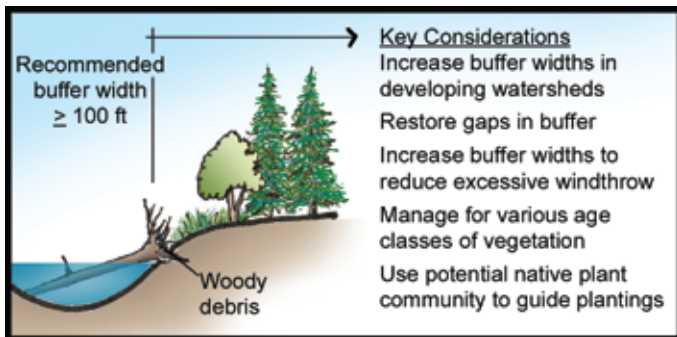 Recommended
buffer width
≥ 100 ft
Key Considerations
Increase buffer widths in
developing watersheds
Restore gaps in buffer
Increase buffer widths to
reduce excessive windthrow
Manage for various age
classes of vegetation
Use potential native plant
community to guide plantings
Woody
debris